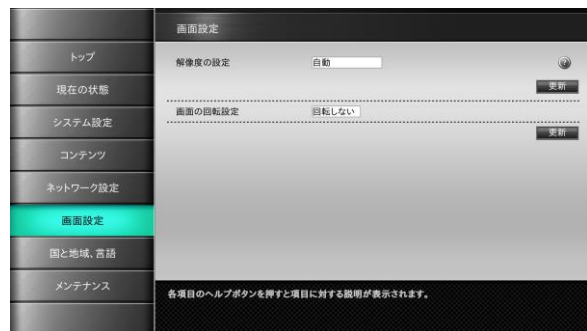 画面設定
トップ
現在の状態
システム設定
コンテンツ
ネットワーク設定
画面設定
国と地域、言語
メンテナンス
解像度の設定 自動 ?
更新
画面の回転設定 回転しない
更新
各項目のヘルプボタンを押すと項目に対する説明が表示されます。